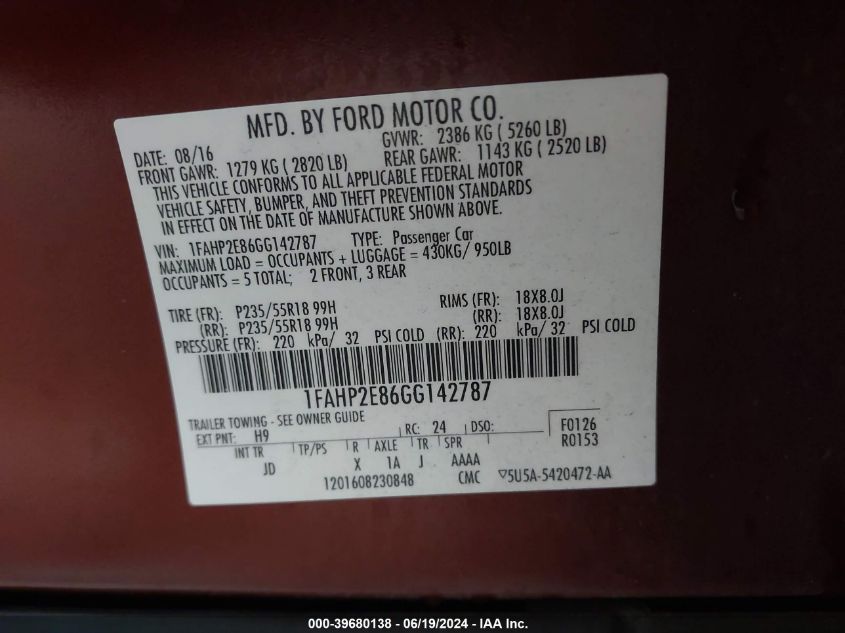 MFD. BY FORD MOTOR CO.
DATE: 08/16 GVWR: 2386 KG ( 5260 LB)
FRONT GAWR: 1279 KG ( 2820 LB) REAR GAWR: 1143 KG ( 2520 LB)
THIS VEHICLE CONFORMS TO ALL APPLICABLE FEDERAL MOTOR
VEHICLE SAFETY, BUMPER, AND THEFT PREVENTION STANDARDS
IN EFFECT ON THE DATE OF MANUFACTURE SHOWN ABOVE.
VIN: 1FAHP2E86GG142787 TYPE: Passenger Car
MAXIMUM LOAD = OCCUPANTS + LUGGAGE = 430KG/ 950LB
OCCUPANTS = 5 TOTAL; 2 FRONT, 3 REAR
TIRE (FR): P235/55R18 99H RIMS (FR): 18X8.0J
(RR): P235/55R18 99H (RR): 18X8.0J
PRESSURE (FR): 220 kPa/ 32 PSI COLD (RR): 220 kPa/ 32 PSI COLD
1FAHP2E86GG142787
TRAILER TOWING - SEE OWNER GUIDE
EXT PNT: H9 RC: 24 DSO: F0126
R0153
INT TR TP/PS R AXLE TR SPR
JD X 1A J AAAA
1201608230848 CMC ▽5U5A-5420472-AA
000-39680138 - 06/19/2024 - IAA Inc.